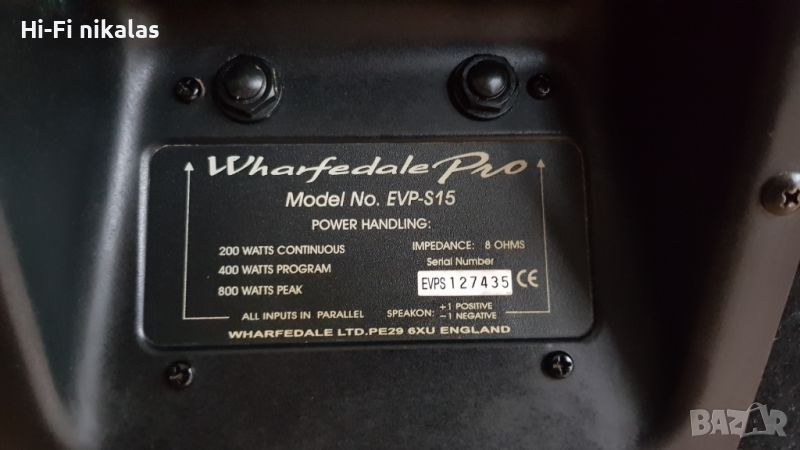 Hi-Fi nikalas
Wharfedale Pro
Model No. EVP-S15
POWER HANDLING:
200 WATTS CONTINUOUS
400 WATTS PROGRAM
800 WATTS PEAK
IMPEDANCE: 8 OHMS
Serial Number
EVPS 127435 CE
ALL INPUTS IN PARALLEL
SPEAKON: +1 POSITIVE
−1 NEGATIVE
WHARFEDALE LTD.PE29 6XU ENGLAND
BAZAR